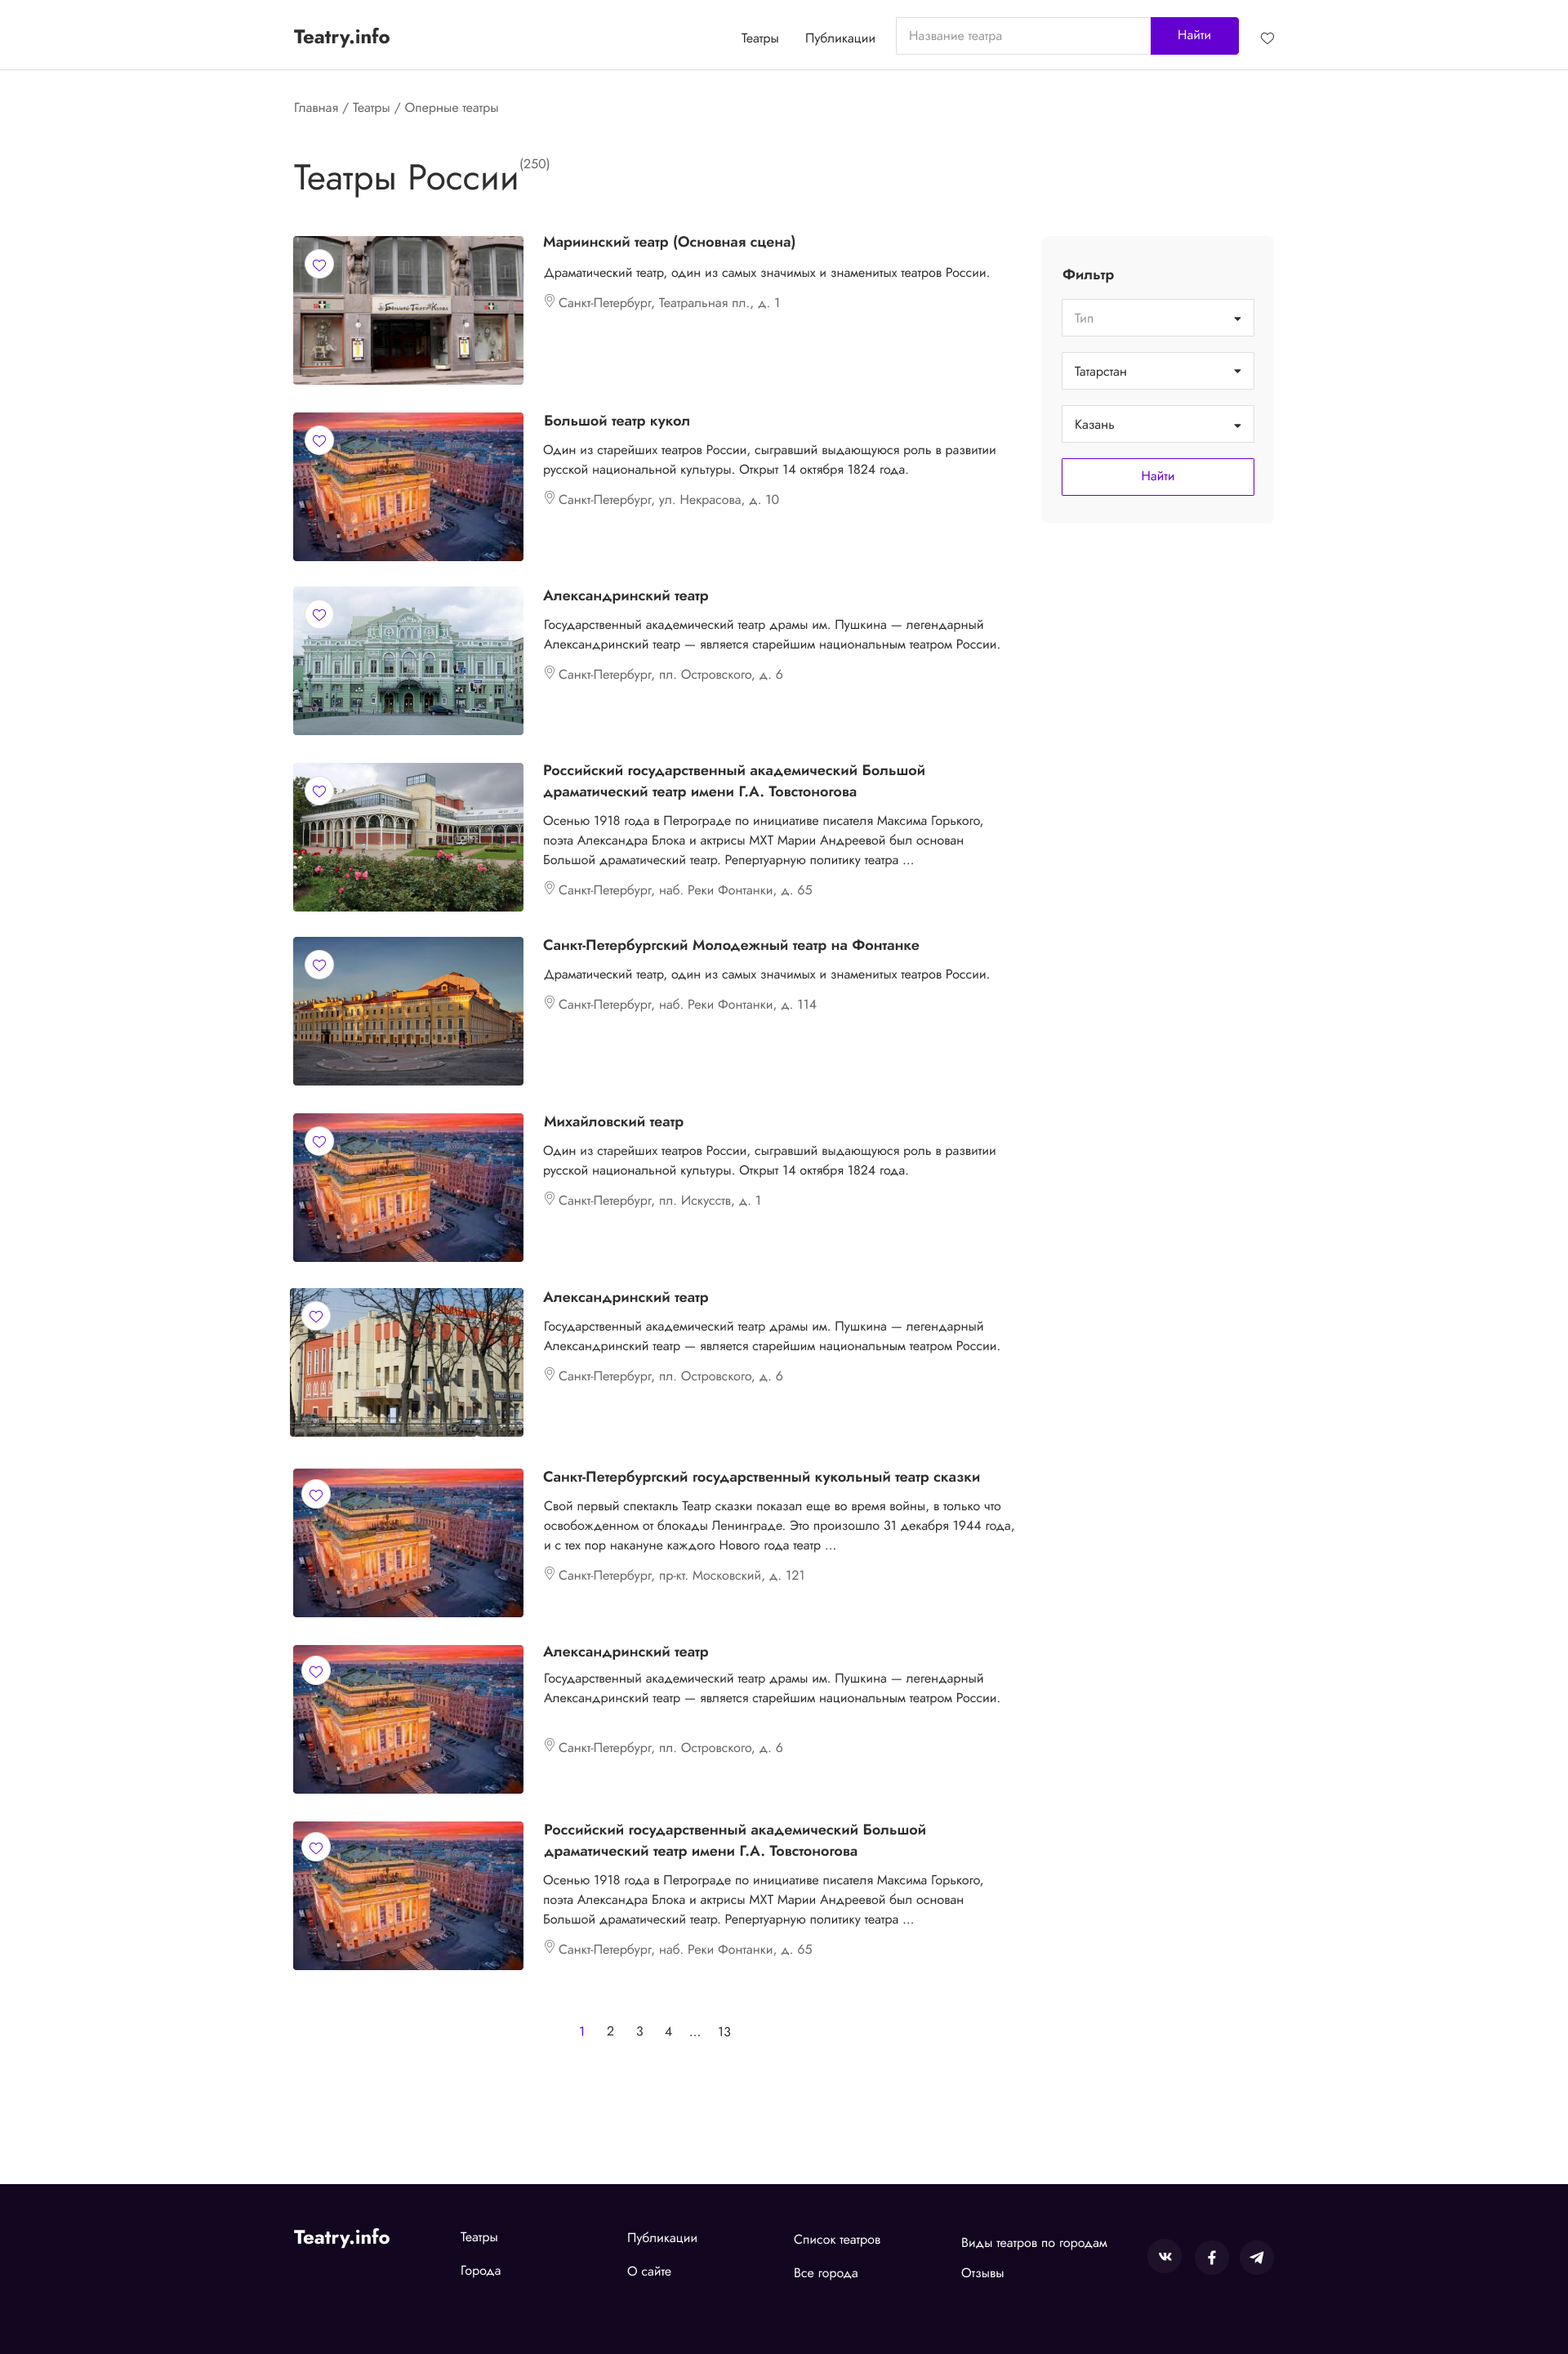 Teatry.info
Театры
Публикации
Название театра
Найти
Главная / Театры / Оперные театры
Театры России(250)
Мариинский театр (Основная сцена)
Драматический театр, один из самых значимых и знаменитых театров России.
Санкт-Петербург, Театральная пл., д. 1
Большой театр кукол
Один из старейших театров России, сыгравший выдающуюся роль в развитии
русской национальной культуры. Открыт 14 октября 1824 года.
Санкт-Петербург, ул. Некрасова, д. 10
Александринский театр
Государственный академический театр драмы им. Пушкина — легендарный
Александринский театр — является старейшим национальным театром России.
Санкт-Петербург, пл. Островского, д. 6
Российский государственный академический Большой
драматический театр имени Г.А. Товстоногова
Осенью 1918 года в Петрограде по инициативе писателя Максима Горького,
поэта Александра Блока и актрисы МХТ Марии Андреевой был основан
Большой драматический театр. Репертуарную политику театра ...
Санкт-Петербург, наб. Реки Фонтанки, д. 65
Санкт-Петербургский Молодежный театр на Фонтанке
Драматический театр, один из самых значимых и знаменитых театров России.
Санкт-Петербург, наб. Реки Фонтанки, д. 114
Михайловский театр
Один из старейших театров России, сыгравший выдающуюся роль в развитии
русской национальной культуры. Открыт 14 октября 1824 года.
Санкт-Петербург, пл. Искусств, д. 1
Александринский театр
Государственный академический театр драмы им. Пушкина — легендарный
Александринский театр — является старейшим национальным театром России.
Санкт-Петербург, пл. Островского, д. 6
Санкт-Петербургский государственный кукольный театр сказки
Свой первый спектакль Театр сказки показал еще во время войны, в только что
освобожденном от блокады Ленинграде. Это произошло 31 декабря 1944 года,
и с тех пор накануне каждого Нового года театр ...
Санкт-Петербург, пр-кт. Московский, д. 121
Александринский театр
Государственный академический театр драмы им. Пушкина — легендарный
Александринский театр — является старейшим национальным театром России.
Санкт-Петербург, пл. Островского, д. 6
Российский государственный академический Большой
драматический театр имени Г.А. Товстоногова
Осенью 1918 года в Петрограде по инициативе писателя Максима Горького,
поэта Александра Блока и актрисы МХТ Марии Андреевой был основан
Большой драматический театр. Репертуарную политику театра ...
Санкт-Петербург, наб. Реки Фонтанки, д. 65
Фильтр
Тип
Татарстан
Казань
Найти
1 2 3 4 ... 13
Teatry.info
Театры
Города
Публикации
О сайте
Список театров
Все города
Виды театров по городам
Отзывы